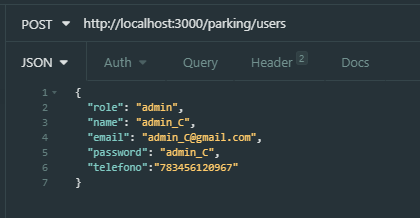 POST http://localhost:3000/parking/users
JSON Auth Query Header 2 Docs
1 {
2 "role": "admin",
3 "name": "admin_C",
4 "email": "admin_C@gmail.com",
5 "password": "admin_C",
6 "telefono":"783456120967"
7 }